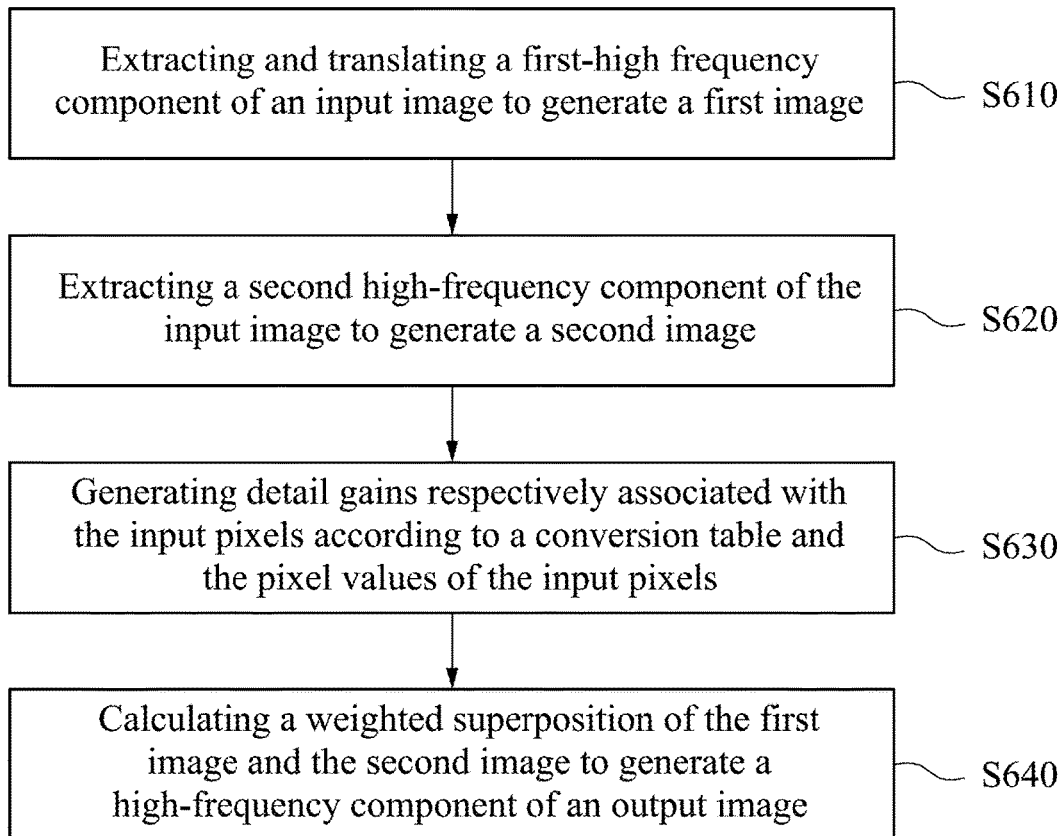 Extracting and translating a first-high frequency
component of an input image to generate a first image
S610
Extracting a second high-frequency component of the
input image to generate a second image
S620
Generating detail gains respectively associated with
the input pixels according to a conversion table and
the pixel values of the input pixels
S630
Calculating a weighted superposition of the first
image and the second image to generate a
high-frequency component of an output image
S640